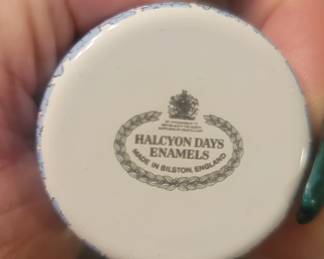 HALCYON DAYS
ENAMELS
MADE IN BILSTON, ENGLAND